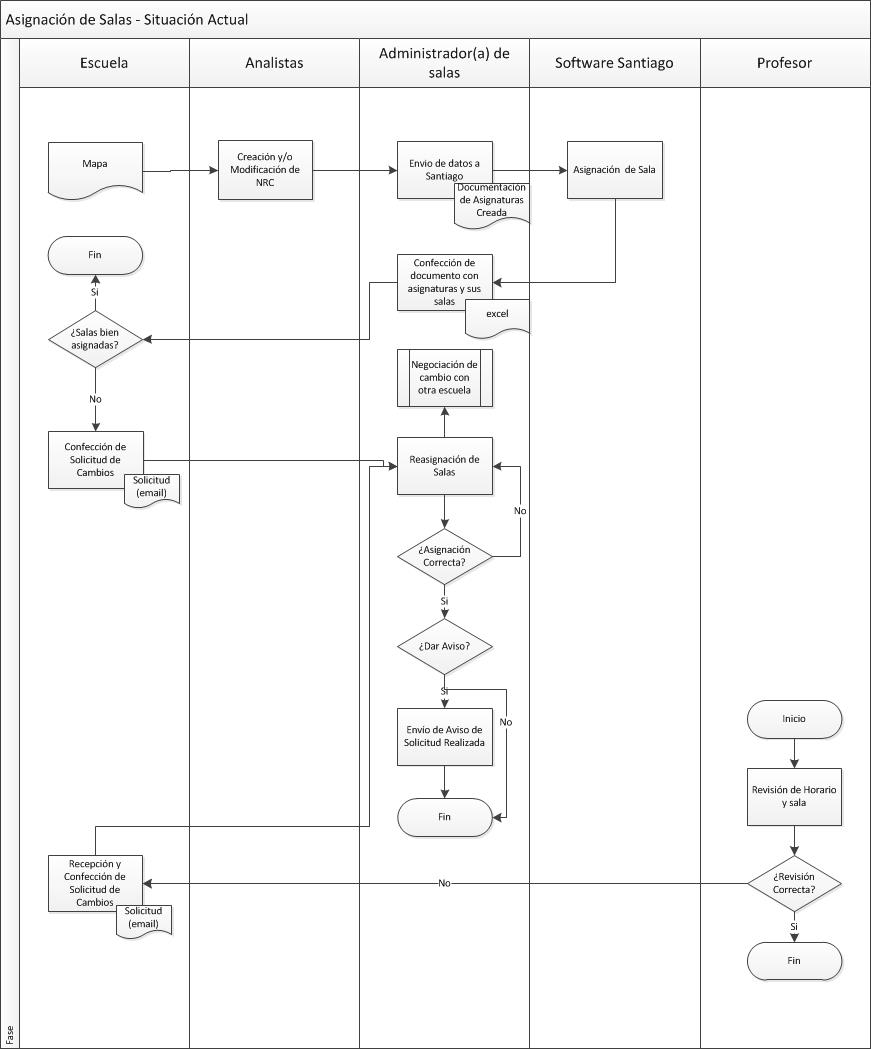 Asignación de Salas - Situación Actual
Escuela
Analistas
Administrador(a) de
salas
Software Santiago
Profesor
Mapa
Creación y/o
Modificación de
NRC
Envio de datos a
Santiago
Documentación
de Asignaturas
Creada
Asignación de Sala
Fin
Si
¿Salas bien
asignadas?
No
Confección de
documento con
asignaturas y sus
salas
excel
Negociación de
cambio con
otra escuela
Confección de
Solicitud de
Cambios
Solicitud
(email)
Reasignación de
Salas
No
¿Asignación
Correcta?
Si
¿Dar Aviso?
Si
No
Envío de Aviso de
Solicitud Realizada
Fin
Inicio
Revisión de Horario
y sala
¿Revisión
Correcta?
No
Si
Fin
Recepción y
Confección de
Solicitud de
Cambios
Solicitud
(email)
Fase